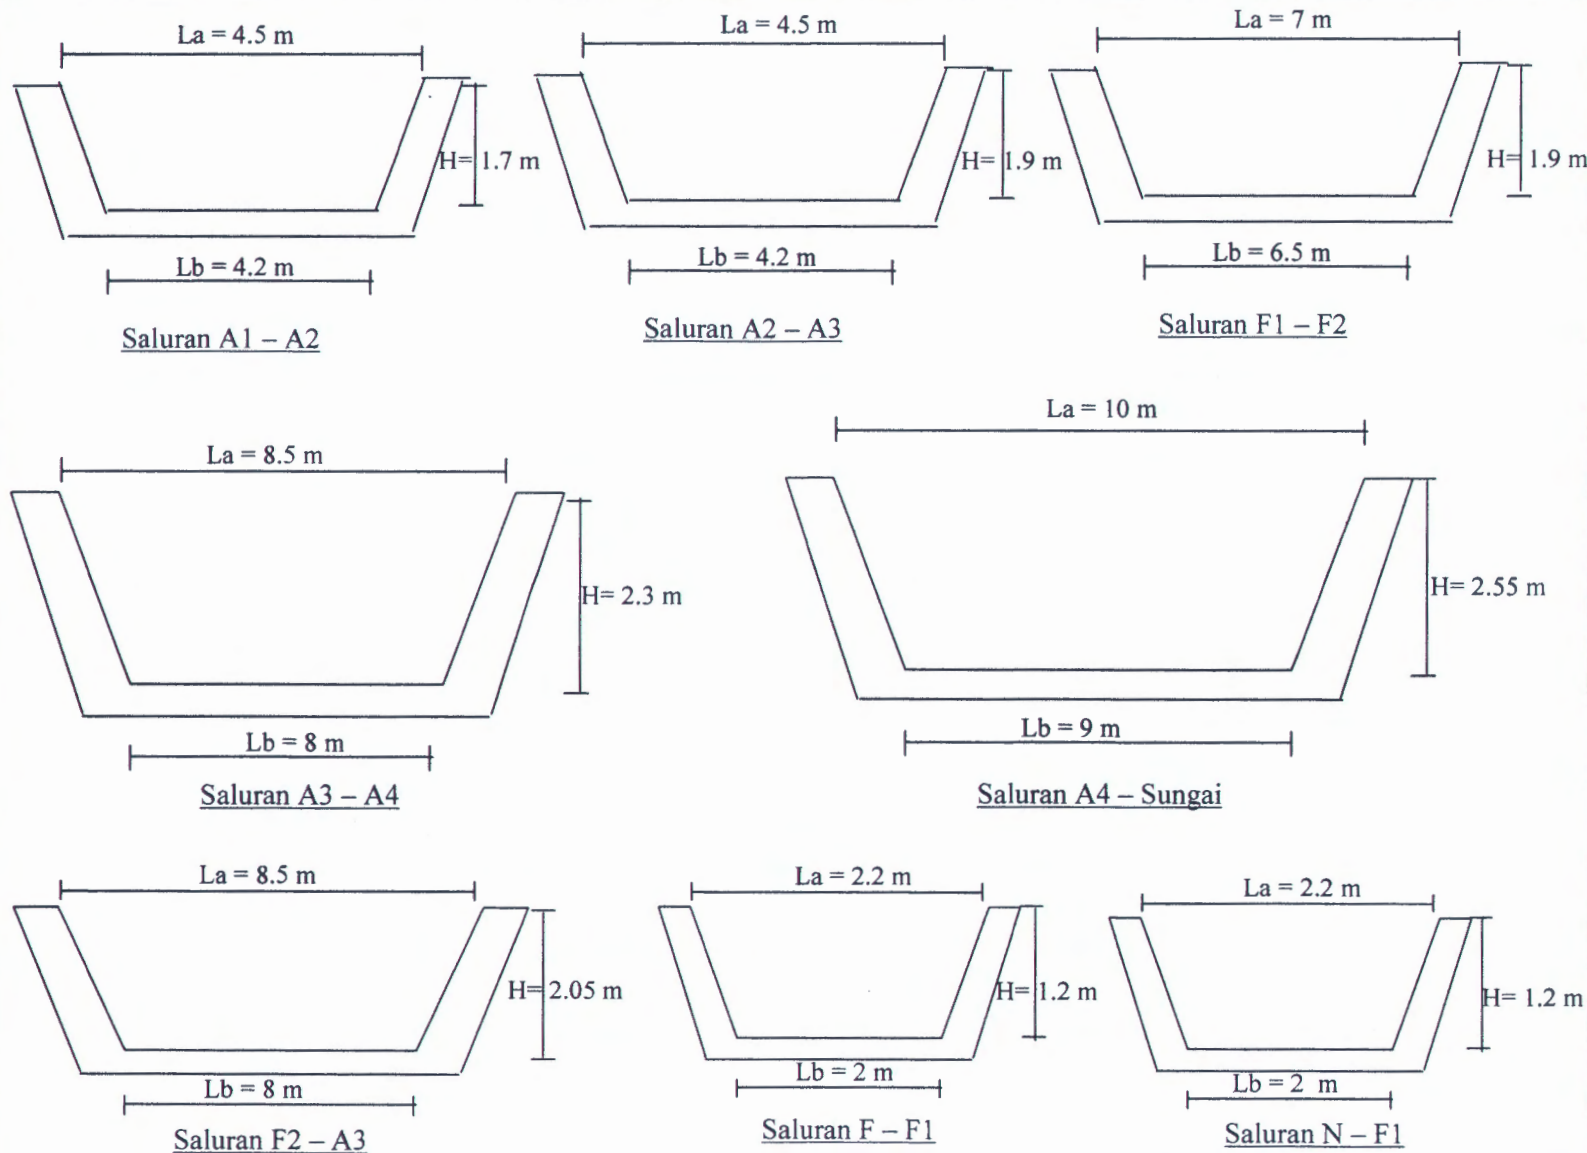 La = 4.5 m
H= 1.7 m
Lb = 4.2 m
Saluran A1 – A2
La = 4.5 m
H= 1.9 m
Lb = 4.2 m
Saluran A2 – A3
La = 7 m
H= 1.9 m
Lb = 6.5 m
Saluran F1 – F2
La = 8.5 m
H= 2.3 m
Lb = 8 m
Saluran A3 – A4
La = 10 m
H= 2.55 m
Lb = 9 m
Saluran A4 – Sungai
La = 8.5 m
H= 2.05 m
Lb = 8 m
Saluran F2 – A3
La = 2.2 m
H= 1.2 m
Lb = 2 m
Saluran F – F1
La = 2.2 m
H= 1.2 m
Lb = 2 m
Saluran N – F1